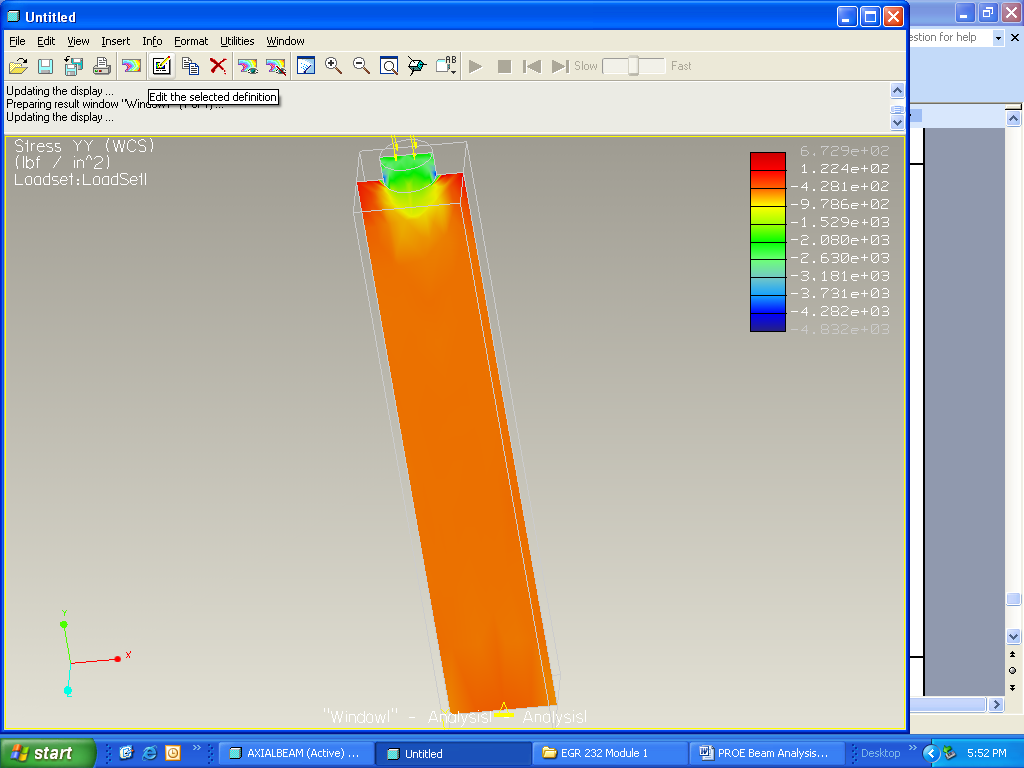 Untitled
File Edit View Insert Info Format Utilities Window
estion for help
Slow Fast
Updating the display ...
Preparing result window "Window1" (1 of 1) ...
Updating the display ...
Edit the selected definition
Stress YY (WCS)
(lbf / in^2)
Loadset:LoadSet1
6.729e+02
1.224e+02
-4.281e+02
-9.786e+02
-1.529e+03
-2.080e+03
-2.630e+03
-3.181e+03
-3.731e+03
-4.282e+03
-4.832e+03
Y
X
Z
"Window1" - Analysis1 - Analysis1
start AXIALBEAM (Active) ... Untitled EGR 232 Module 1 PROE Beam Analysis... Desktop 5:52 PM